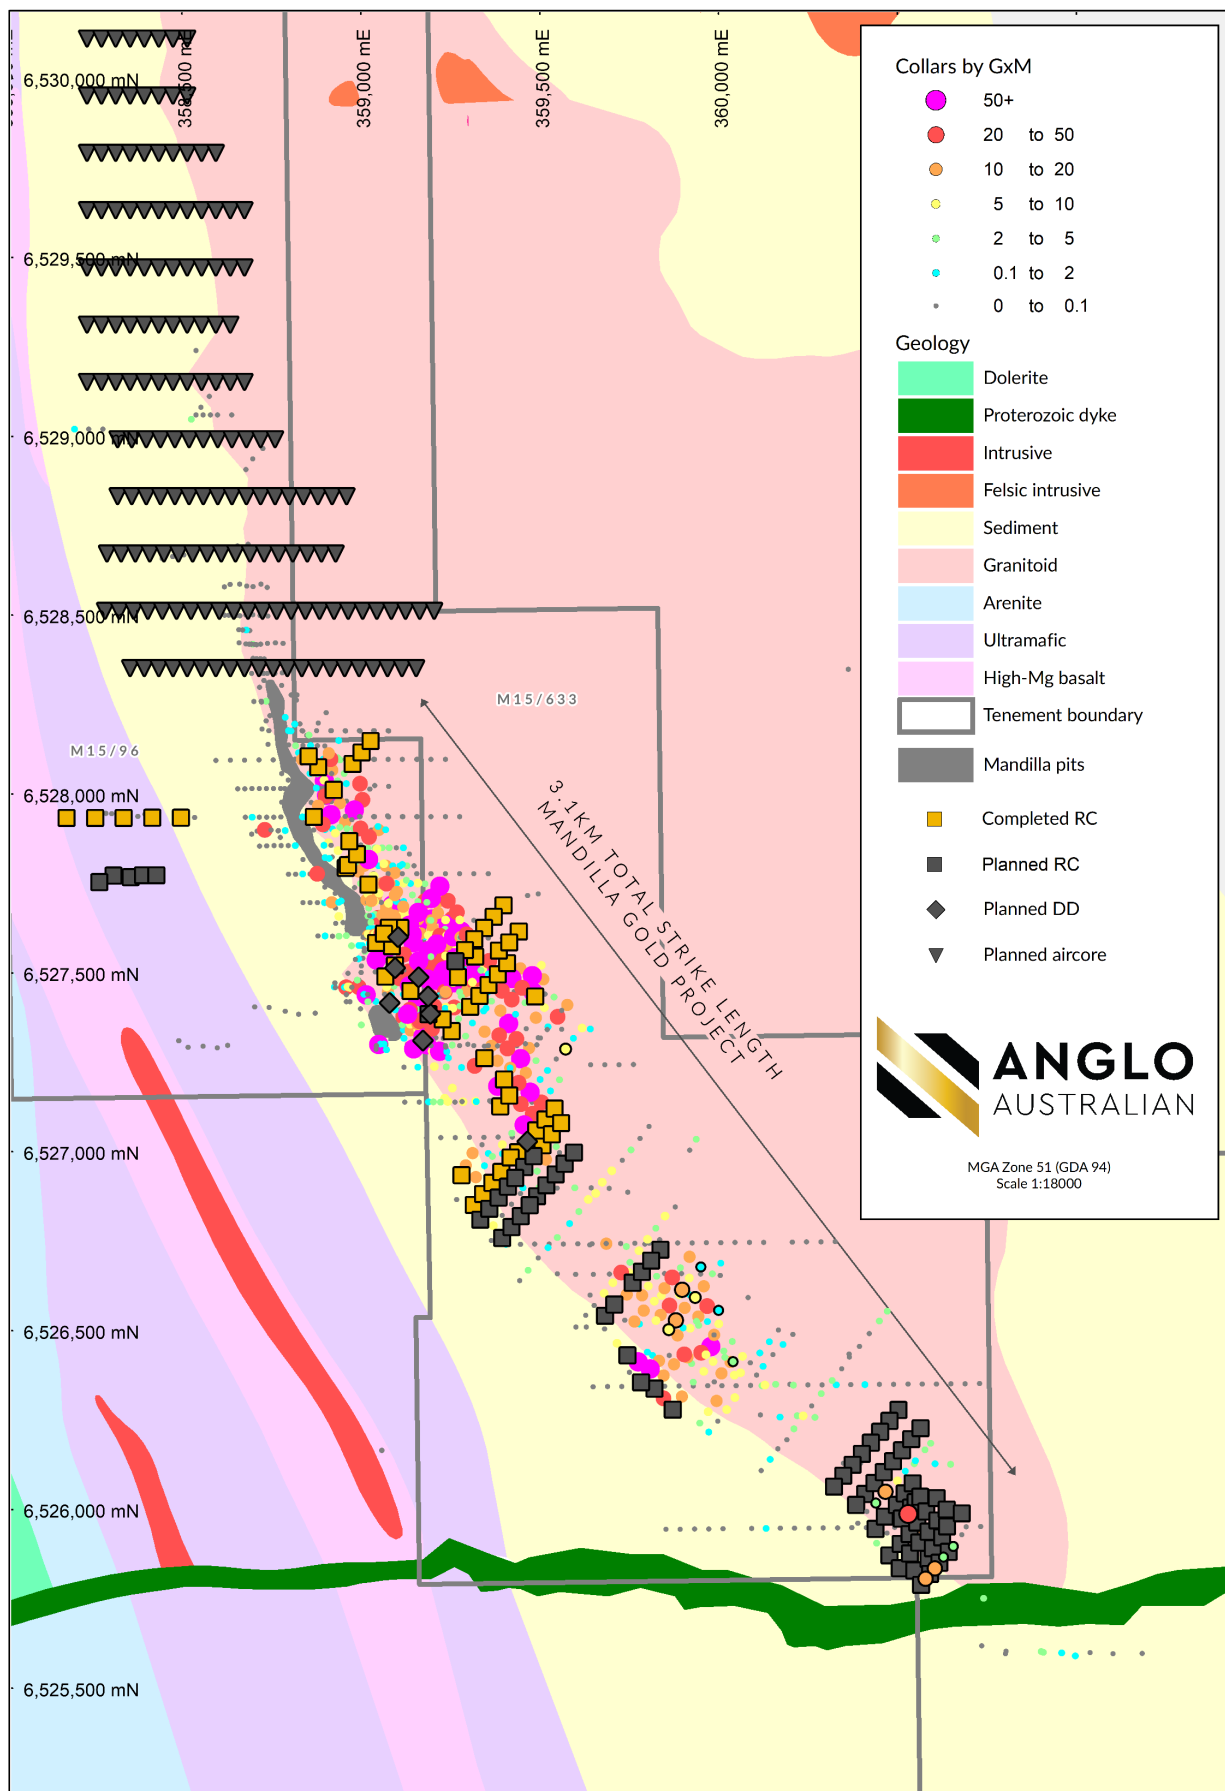 358,500 mE
359,000 mE
359,500 mE
360,000 mE
6,530,000 mN
6,529,500 mN
6,529,000 mN
6,528,500 mN
6,528,000 mN
6,527,500 mN
6,527,000 mN
6,526,500 mN
6,526,000 mN
6,525,500 mN
M15/633
M15/96
3.1KM TOTAL STRIKE LENGTH
MANDILLA GOLD PROJECT
Collars by GxM
50+
20 to 50
10 to 20
5 to 10
2 to 5
0.1 to 2
0 to 0.1
Geology
Dolerite
Proterozoic dyke
Intrusive
Felsic intrusive
Sediment
Granitoid
Arenite
Ultramafic
High-Mg basalt
Tenement boundary
Mandilla pits
Completed RC
Planned RC
Planned DD
Planned aircore
ANGLO
AUSTRALIAN
MGA Zone 51 (GDA 94)
Scale 1:18000